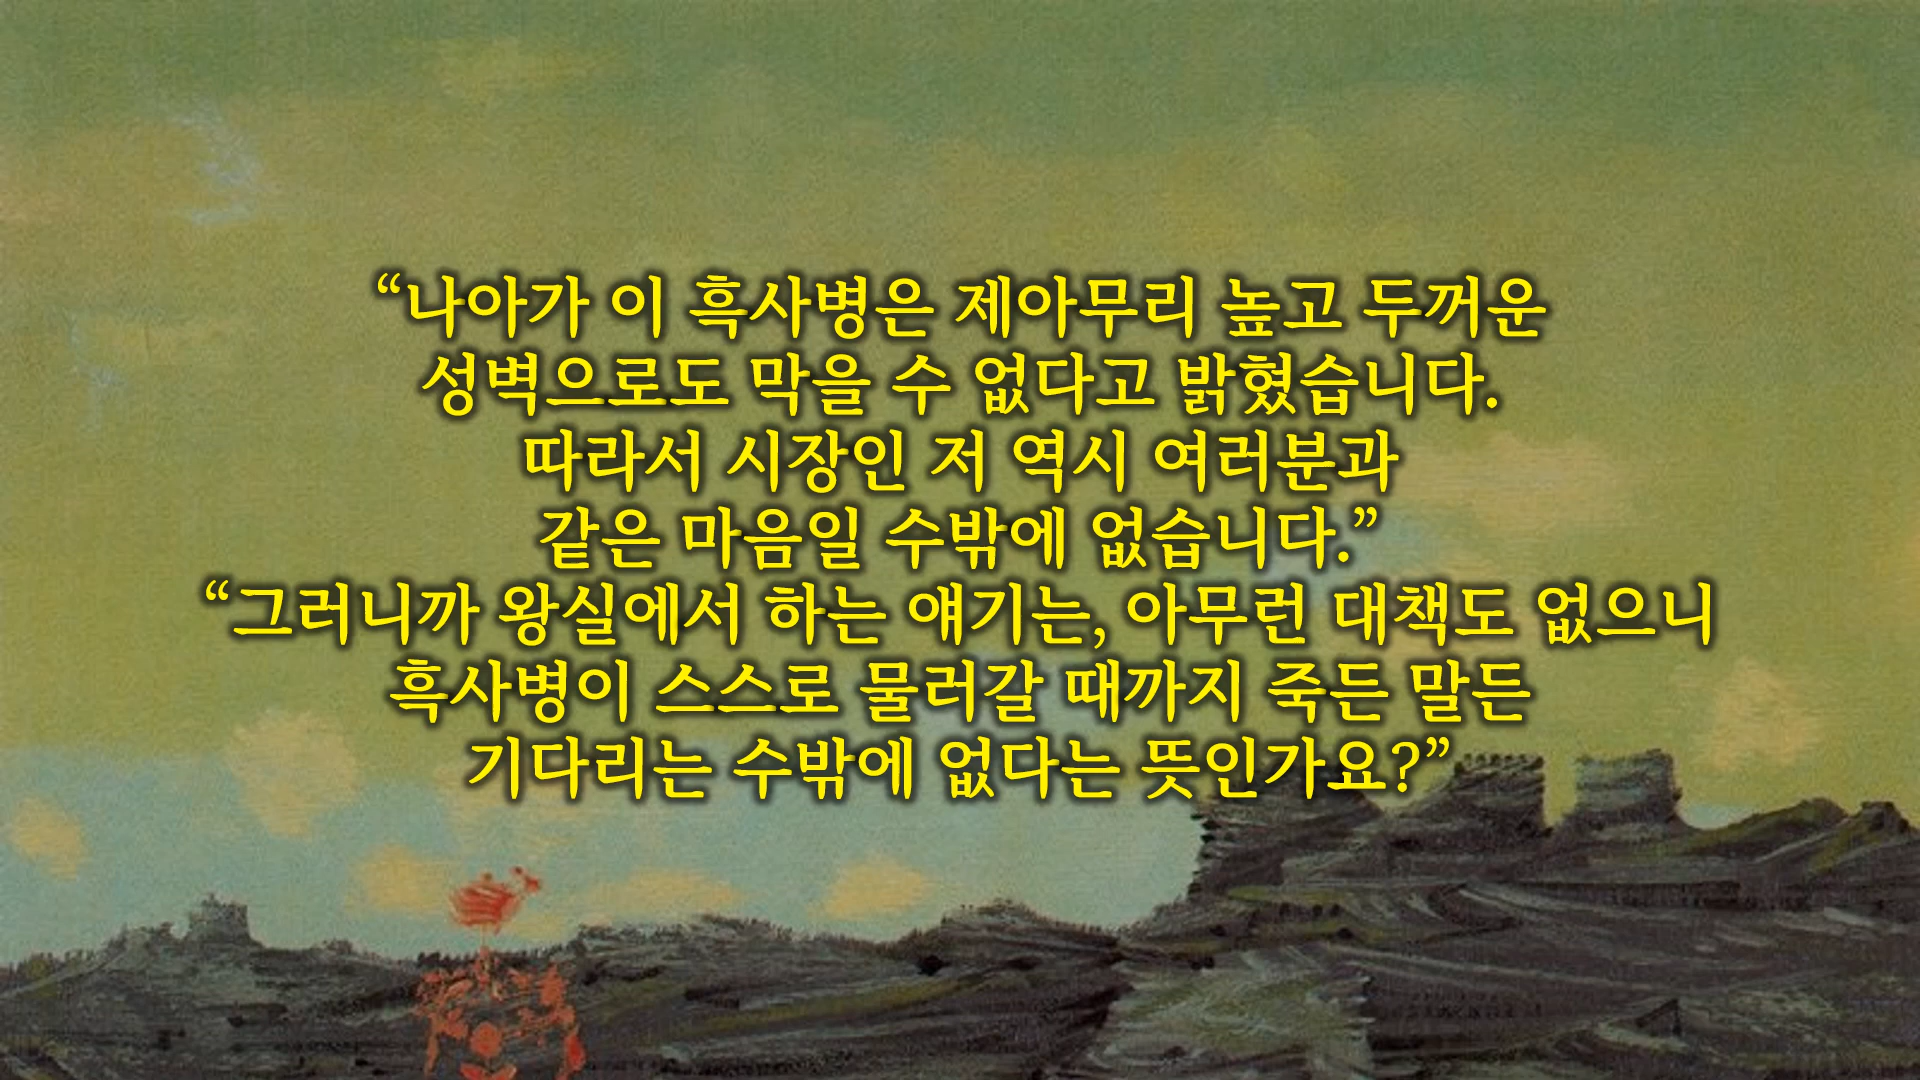 “나아가 이 흑사병은 제아무리 높고 두꺼운
성벽으로도 막을 수 없다고 밝혔습니다.
따라서 시장인 저 역시 여러분과
같은 마음일 수밖에 없습니다.”
“그러니까 왕실에서 하는 얘기는, 아무런 대책도 없으니
흑사병이 스스로 물러갈 때까지 죽든 말든
기다리는 수밖에 없다는 뜻인가요?”